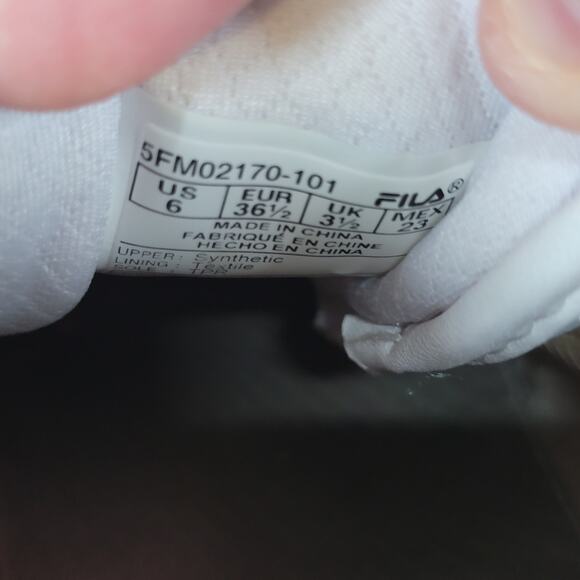 5FM02170-101 FILA®
US EUR UK MEX
6 36½ 3½ 23
MADE IN CHINA
FABRIQUÉ EN CHINE
HECHO EN CHINA
UPPER: Synthetic
LINING: Textile
SOLE :